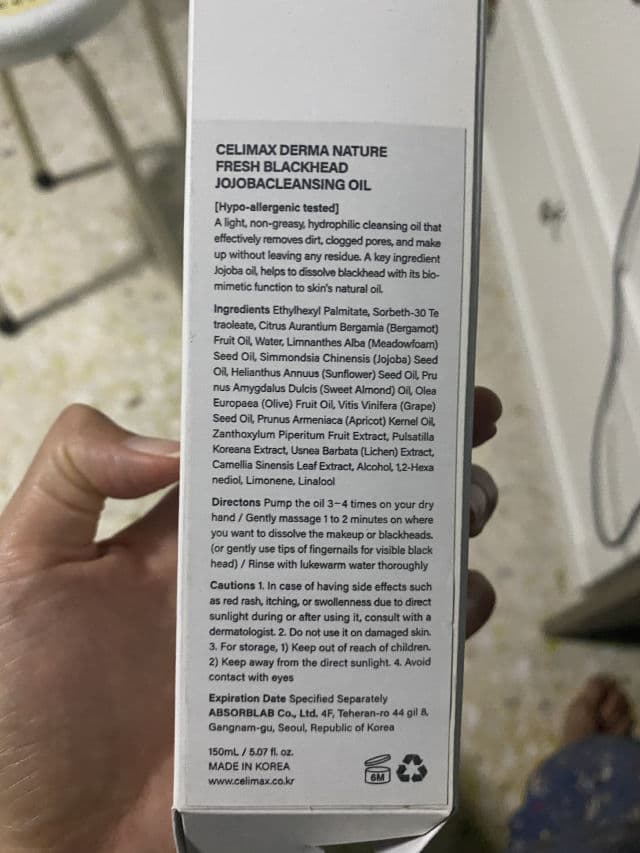 CELIMAX DERMA NATURE
FRESH BLACKHEAD
JOJOBACLEANSING OIL
[Hypo-allergenic tested]
A light, non-greasy, hydrophilic cleansing oil that
effectively removes dirt, clogged pores, and make
up without leaving any residue. A key ingredient
Jojoba oil, helps to dissolve blackhead with its bio-
mimetic function to skin's natural oil.
Ingredients Ethylhexyl Palmitate, Sorbeth-30 Te
traoleate, Citrus Aurantium Bergamia (Bergamot)
Fruit Oil, Water, Limnanthes Alba (Meadowfoam)
Seed Oil, Simmondsia Chinensis (Jojoba) Seed
Oil, Helianthus Annuus (Sunflower) Seed Oil, Pru
nus Amygdalus Dulcis (Sweet Almond) Oil, Olea
Europaea (Olive) Fruit Oil, Vitis Vinifera (Grape)
Seed Oil, Prunus Armeniaca (Apricot) Kernel Oil,
Zanthoxylum Piperitum Fruit Extract, Pulsatilla
Koreana Extract, Usnea Barbata (Lichen) Extract,
Camellia Sinensis Leaf Extract, Alcohol, 1,2-Hexa
nediol, Limonene, Linalool
Directons Pump the oil 3-4 times on your dry
hand / Gently massage 1 to 2 minutes on where
you want to dissolve the makeup or blackheads.
(or gently use tips of fingernails for visible black
head) / Rinse with lukewarm water thoroughly
Cautions 1. In case of having side effects such
as red rash, itching, or swollenness due to direct
sunlight during or after using it, consult with a
dermatologist. 2. Do not use it on damaged skin.
3. For storage, 1) Keep out of reach of children.
2) Keep away from the direct sunlight. 4. Avoid
contact with eyes
Expiration Date Specified Separately
ABSORBLAB Co., Ltd. 4F, Teheran-ro 44 gil 8,
Gangnam-gu, Seoul, Republic of Korea
150mL / 5.07 fl. oz.
MADE IN KOREA
www.celimax.co.kr
6M